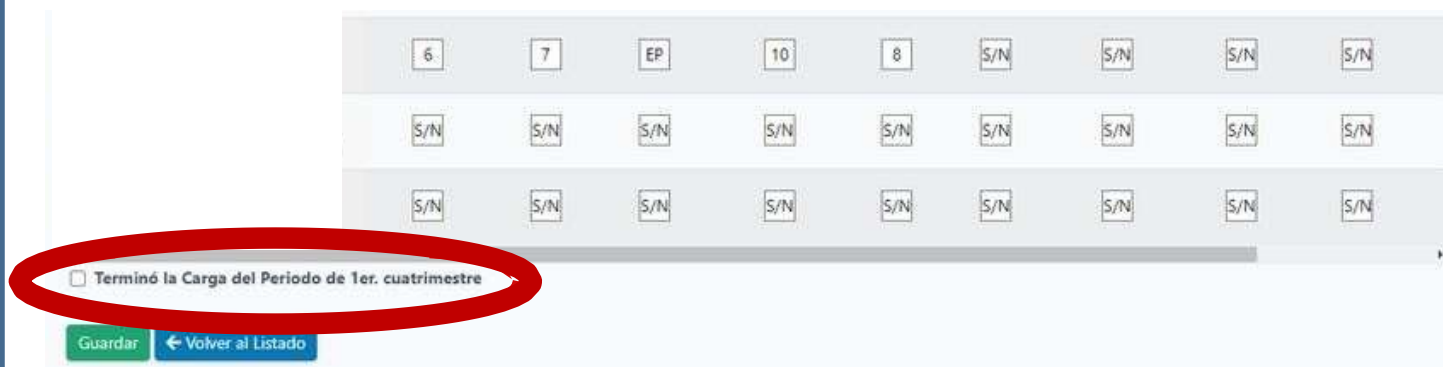 6 7 EP 10 8 S/N S/N S/N S/N
S/N S/N S/N S/N S/N S/N S/N S/N S/N
S/N S/N S/N S/N S/N S/N S/N S/N S/N
Terminó la Carga del Periodo de 1er. cuatrimestre
Guardar ← Volver al Listado